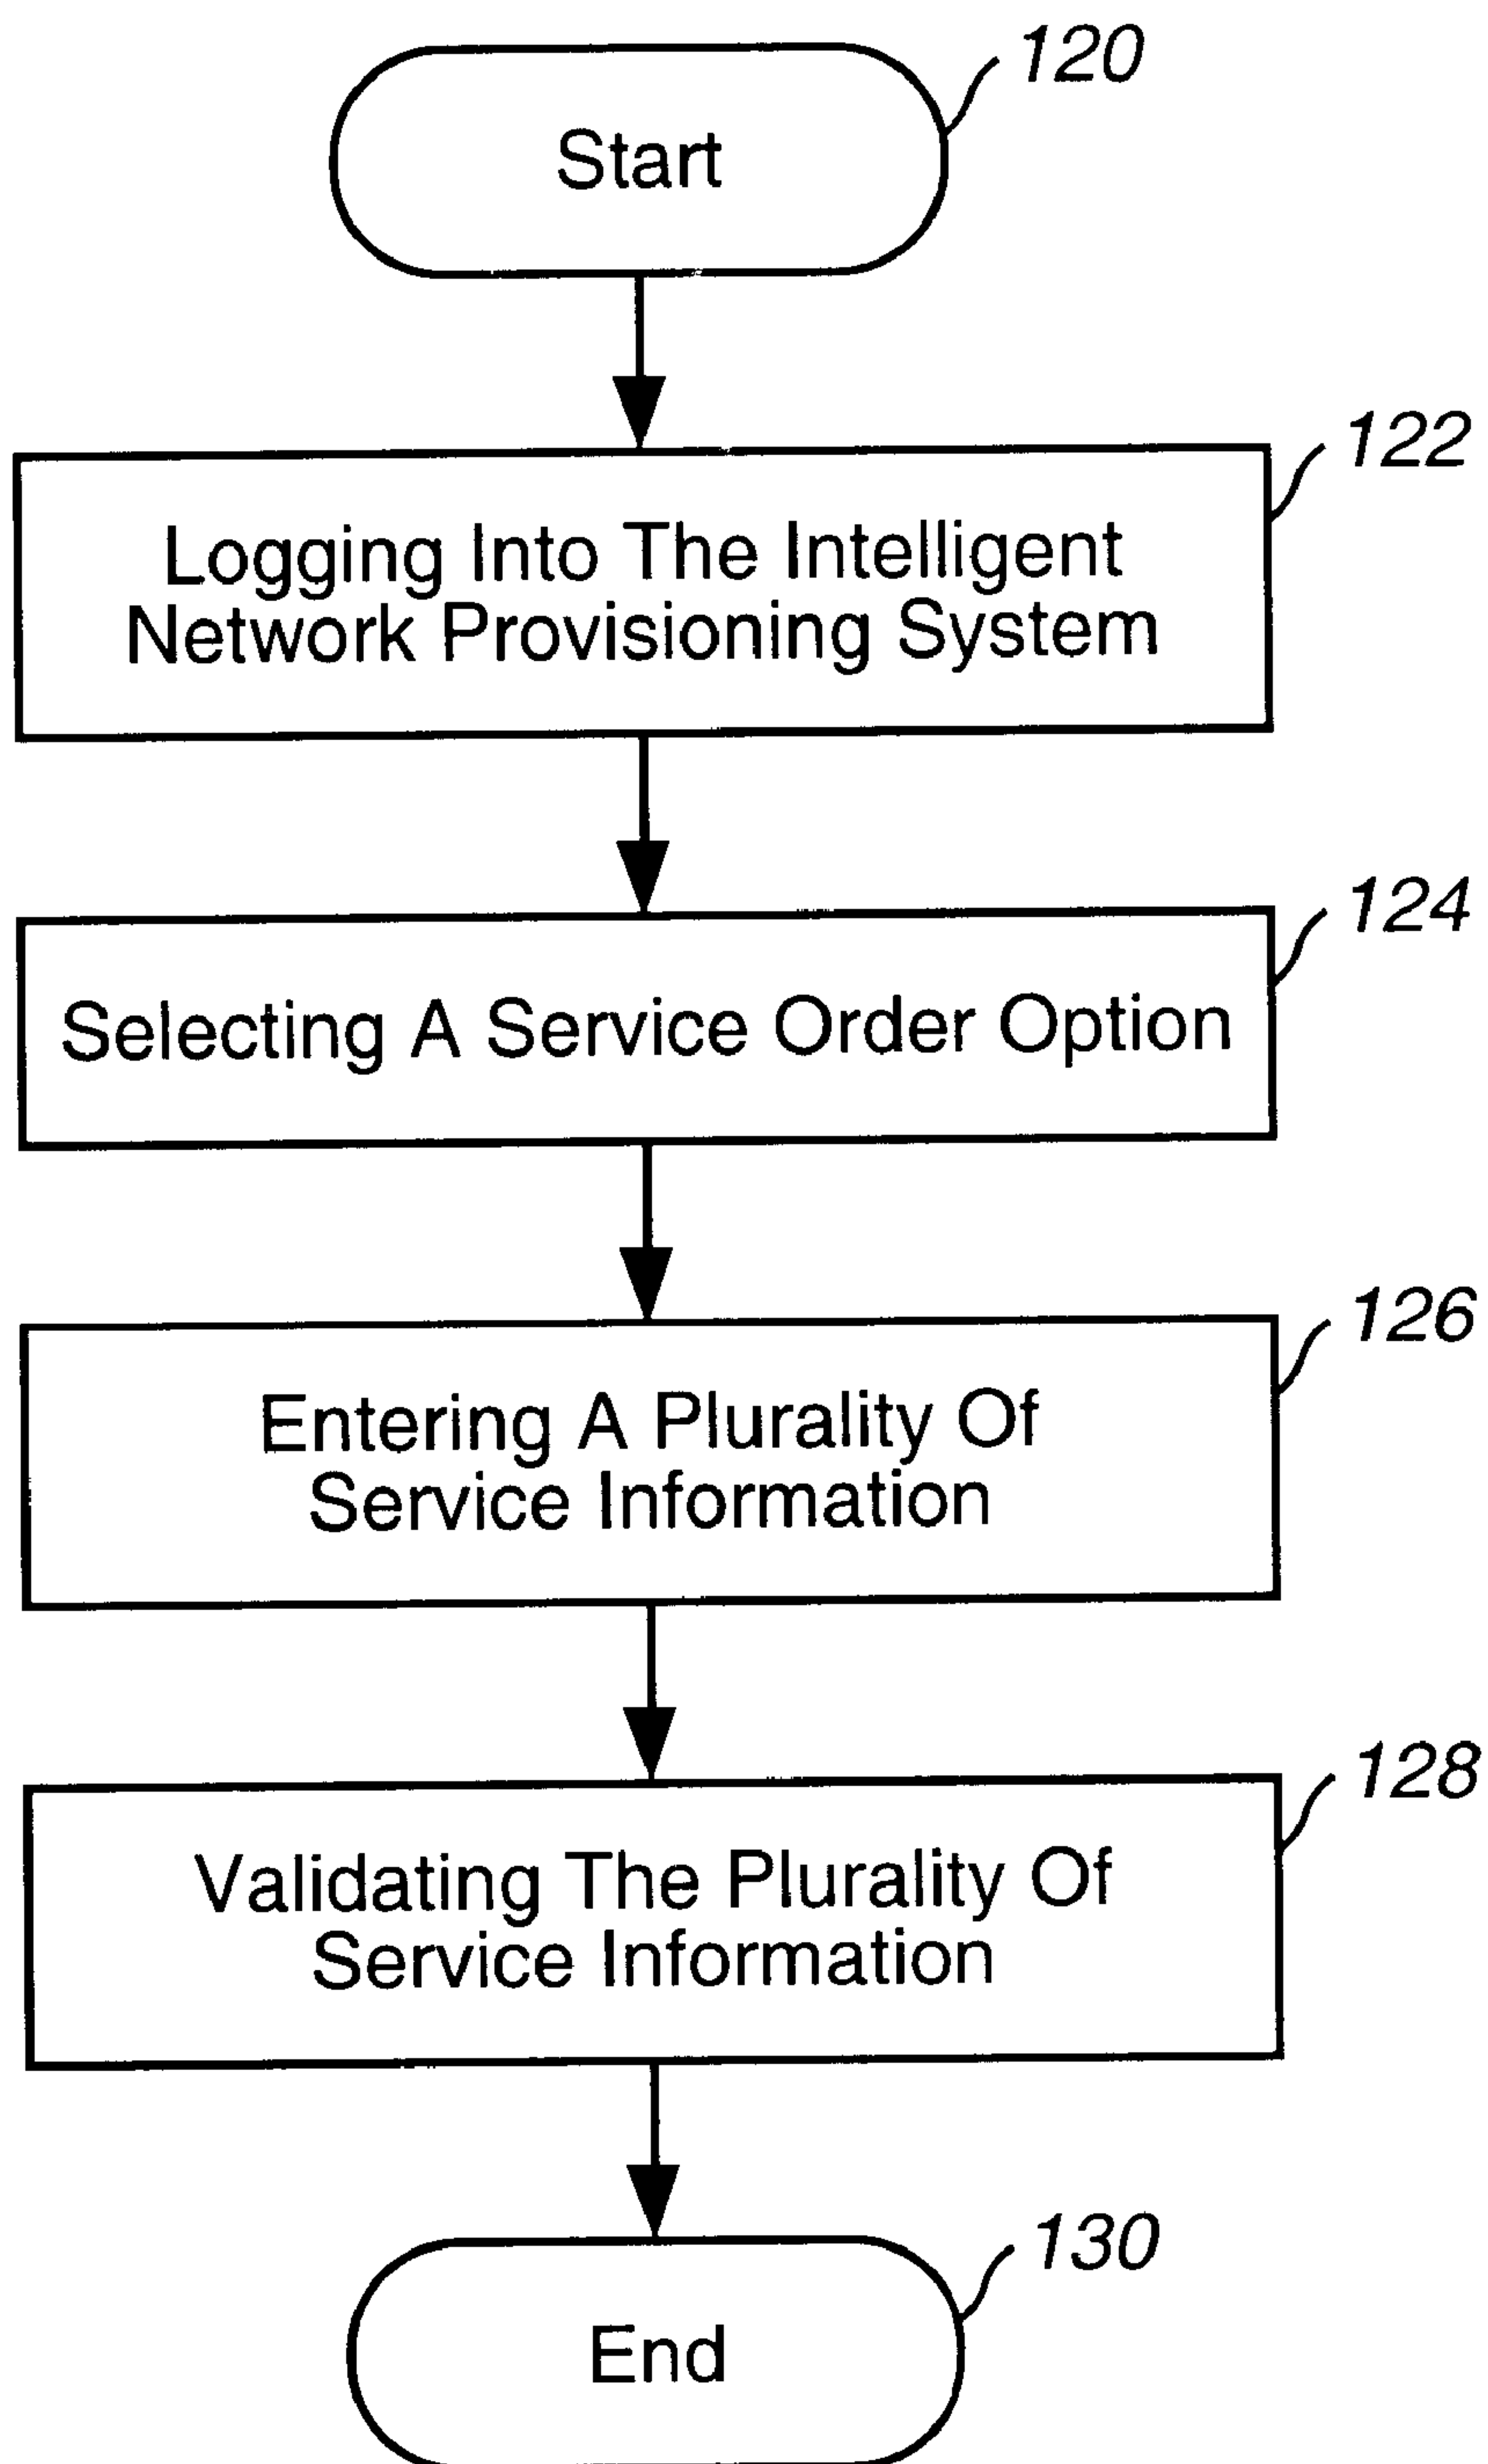 120
Start
122
Logging Into The Intelligent
Network Provisioning System
124
Selecting A Service Order Option
126
Entering A Plurality Of
Service Information
128
Validating The Plurality Of
Service Information
130
End